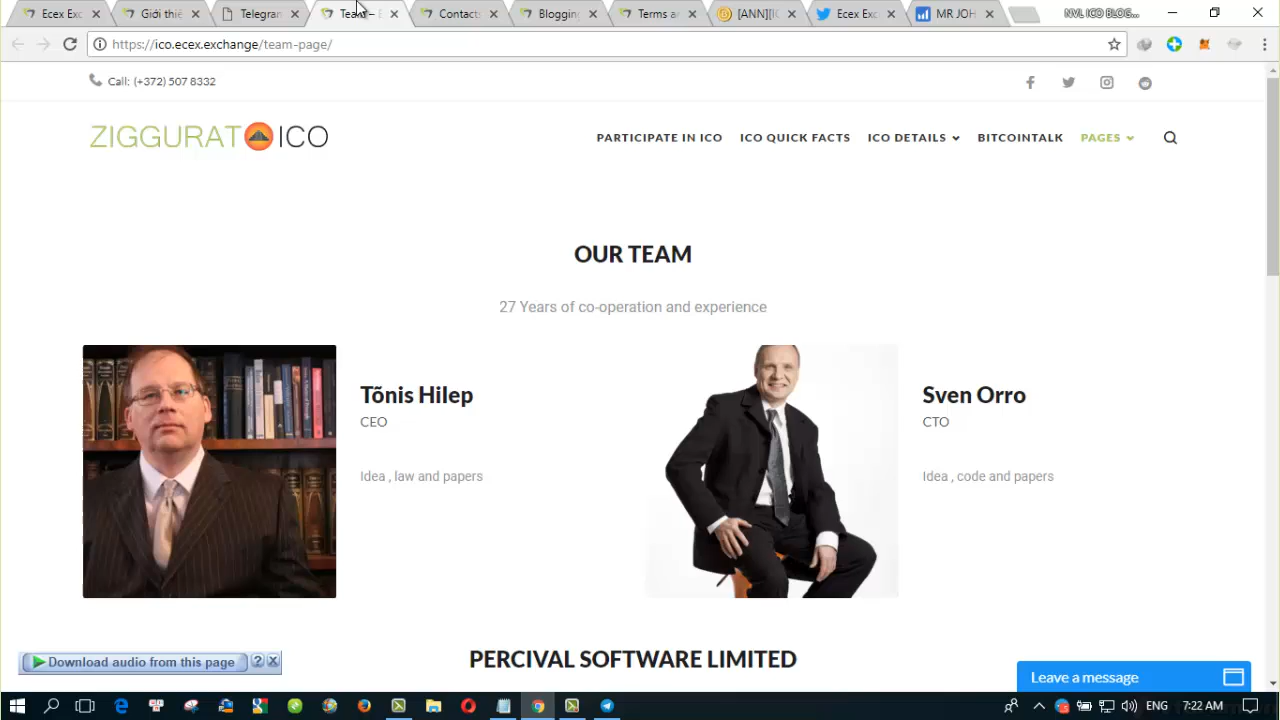 Ecex Ex
Giới thiệ
Telegram
Team – E
Contacts
Blogging
Terms a
[ANN][IC
Ecex Exc
MR JOH
NVL ICO BLOG...
https://ico.ecex.exchange/team-page/
Call: (+372) 507 8332
ZIGGURAT ICO
PARTICIPATE IN ICO
ICO QUICK FACTS
ICO DETAILS
BITCOINTALK
PAGES
OUR TEAM
27 Years of co-operation and experience
Tõnis Hilep
CEO
Idea , law and papers
Sven Orro
CTO
Idea , code and papers
PERCIVAL SOFTWARE LIMITED
Download audio from this page
Leave a message
ENG
7:22 AM